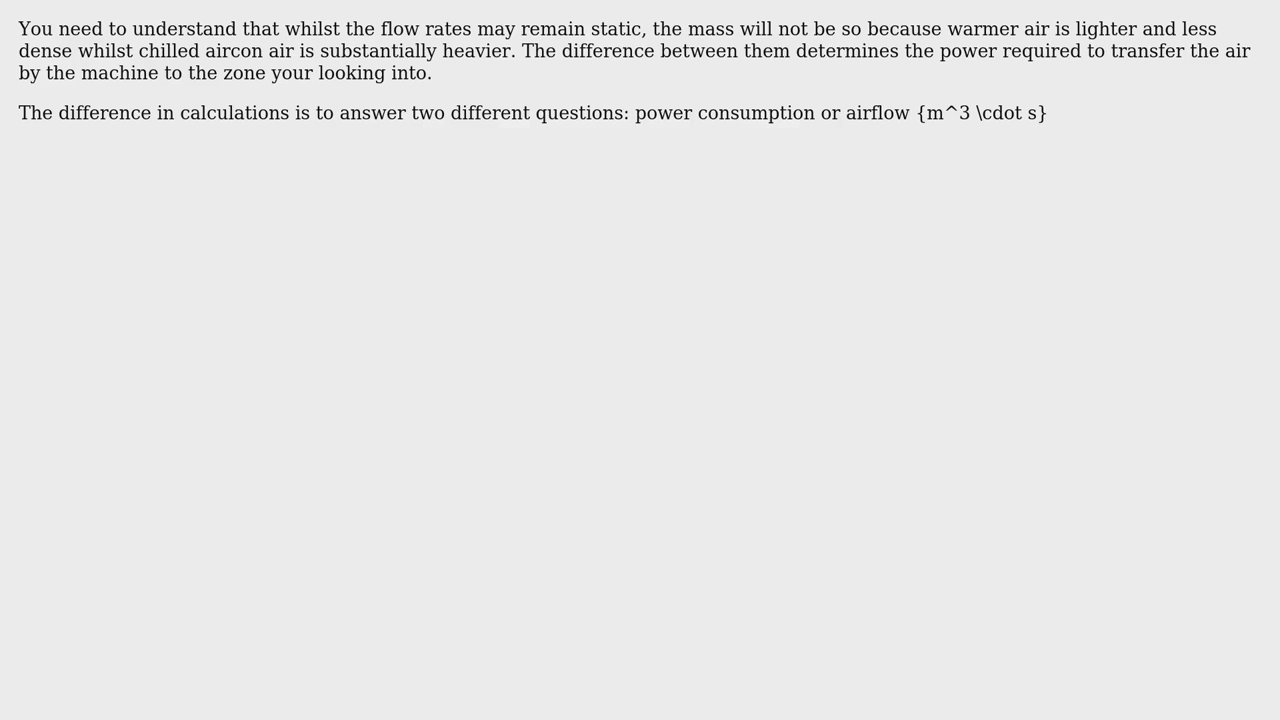 You need to understand that whilst the flow rates may remain static, the mass will not be so because warmer air is lighter and less
dense whilst chilled aircon air is substantially heavier. The difference between them determines the power required to transfer the air
by the machine to the zone your looking into.
The difference in calculations is to answer two different questions: power consumption or airflow {m^3 \cdot s}